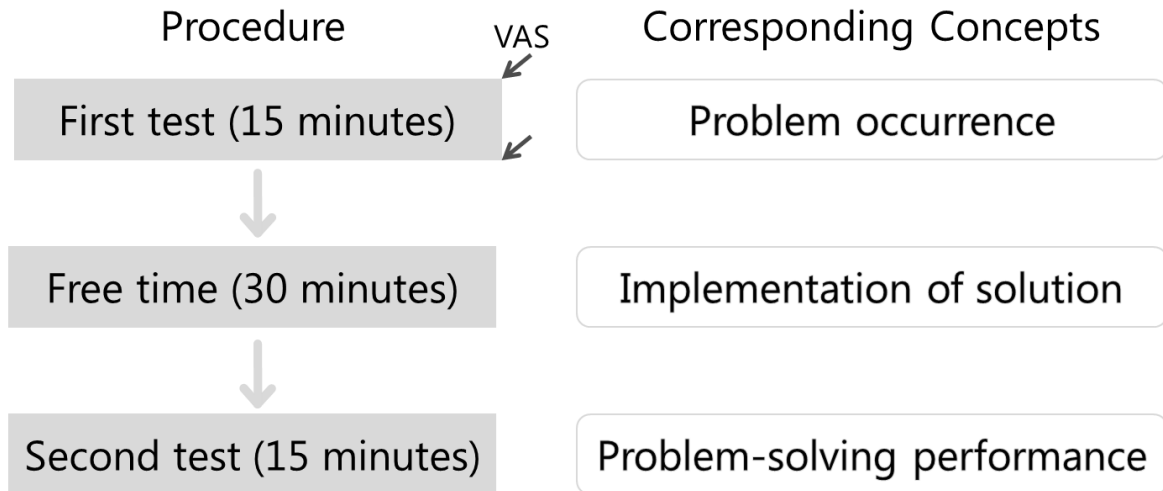 Procedure
VAS
Corresponding Concepts
First test (15 minutes)
Problem occurrence
Free time (30 minutes)
Implementation of solution
Second test (15 minutes)
Problem-solving performance